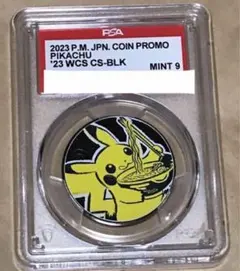 PSA
2023 P.M. JPN. COIN PROMO
PIKACHU
'23 WCS CS-BLK
MINT 9